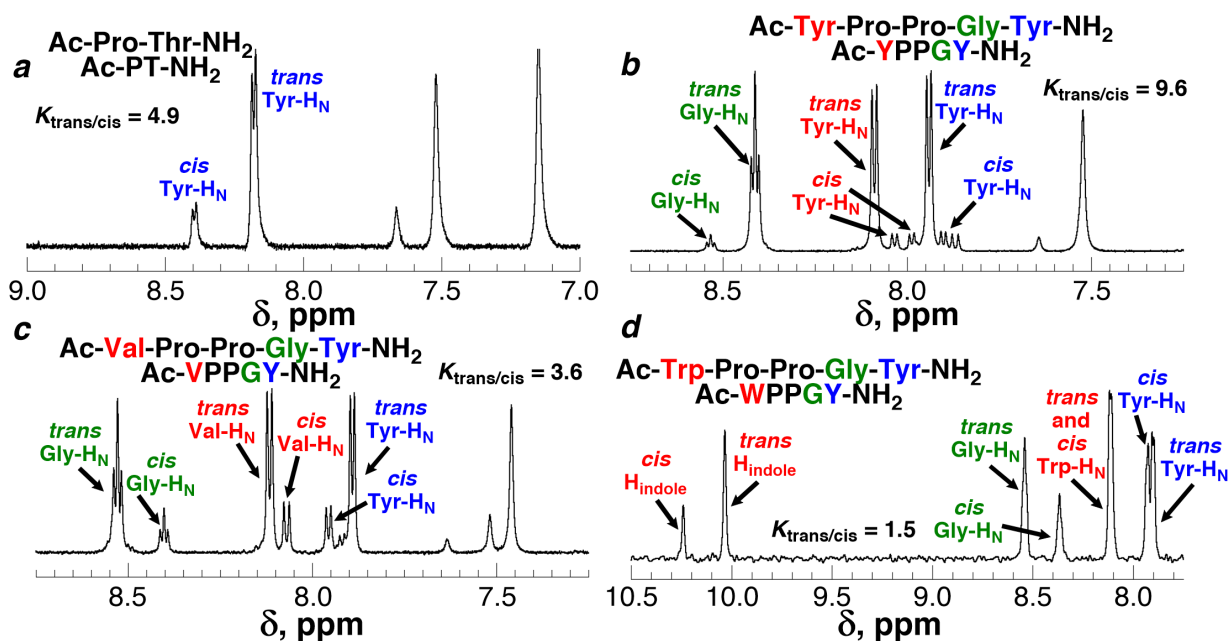 a
Ac-Pro-Thr-NH2
Ac-PT-NH2
Ktrans/cis = 4.9
trans
Tyr-HN
cis
Tyr-HN
9.0 8.5 8.0 7.5 7.0
δ, ppm
b
Ac-Tyr-Pro-Pro-Gly-Tyr-NH2
Ac-YPPGY-NH2
Ktrans/cis = 9.6
trans
Gly-HN
cis
Gly-HN
trans
Tyr-HN
cis
Tyr-HN
trans
Tyr-HN
cis
Tyr-HN
8.5 8.0 7.5
δ, ppm
c
Ac-Val-Pro-Pro-Gly-Tyr-NH2
Ac-VPPGY-NH2
Ktrans/cis = 3.6
trans
Gly-HN
cis
Gly-HN
trans
Val-HN
cis
Val-HN
trans
Tyr-HN
cis
Tyr-HN
8.5 8.0 7.5
δ, ppm
d
Ac-Trp-Pro-Pro-Gly-Tyr-NH2
Ac-WPPGY-NH2
cis
Hindole
trans
Hindole
Ktrans/cis = 1.5
trans
Gly-HN
cis
Gly-HN
trans
and
cis
Trp-HN
cis
Tyr-HN
trans
Tyr-HN
10.5 10.0 9.5 9.0 8.5 8.0
δ, ppm